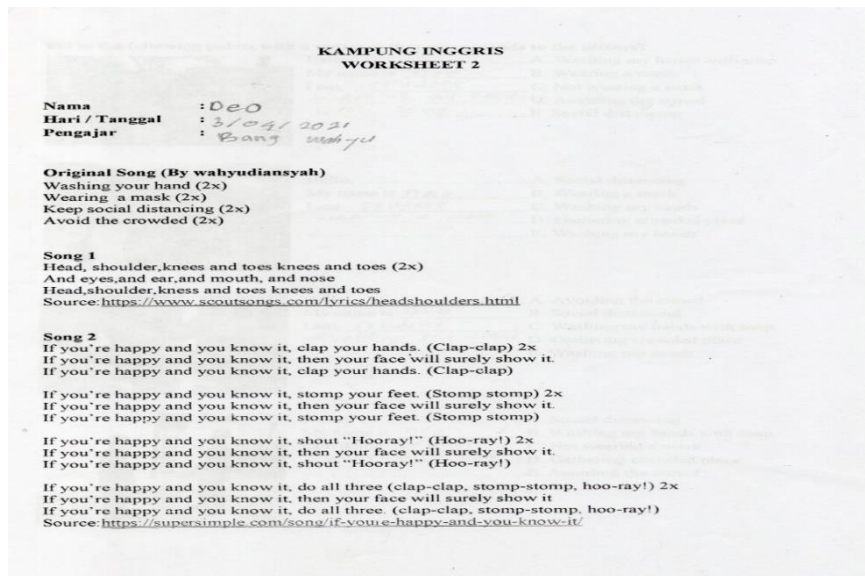 KAMPUNG INGGRIS
WORKSHEET 2
Nama : Deo
Hari / Tanggal : 3/04/2021
Pengajar : Bang wahyu
Original Song (By wahyudiansyah)
Washing your hand (2x)
Wearing a mask (2x)
Keep social distancing (2x)
Avoid the crowded (2x)
Song 1
Head, shoulder,knees and toes knees and toes (2x)
And eyes,and ear,and mouth, and nose
Head,shoulder,kness and toes knees and toes
Source:https://www.scoutsongs.com/lyrics/headshoulders.html
Song 2
If you're happy and you know it, clap your hands. (Clap-clap) 2x
If you're happy and you know it, then your face will surely show it.
If you're happy and you know it, clap your hands. (Clap-clap)
If you're happy and you know it, stomp your feet. (Stomp stomp) 2x
If you're happy and you know it, then your face will surely show it.
If you're happy and you know it, stomp your feet. (Stomp stomp)
If you're happy and you know it, shout "Hooray!" (Hoo-ray!) 2x
If you're happy and you know it, then your face will surely show it.
If you're happy and you know it, shout "Hooray!" (Hoo-ray!)
If you're happy and you know it, do all three (clap-clap, stomp-stomp, hoo-ray!) 2x
If you're happy and you know it, then your face will surely show it
If you're happy and you know it, do all three. (clap-clap, stomp-stomp, hoo-ray!)
Source:https://supersimple.com/song/if-youre-happy-and-you-know-it/